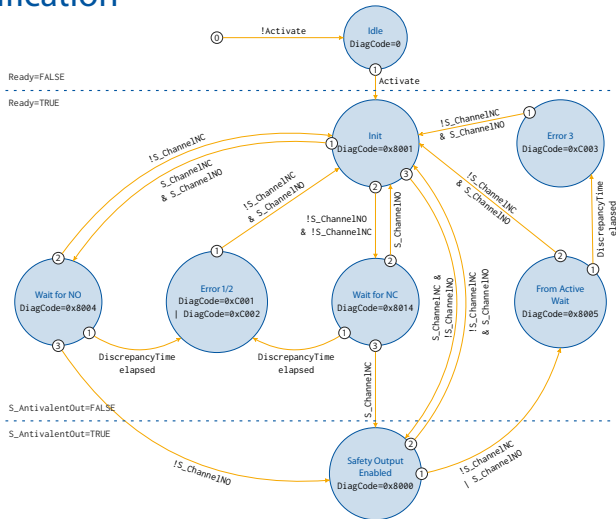 0
!Activate
Idle
DiagCode=0
1
Activate
Ready=FALSE
Ready=TRUE
Init
DiagCode=0x8001
1
2
3
1
Error 3
DiagCode=0xC003
!S_ChannelNC
& S_ChannelNO
!S_ChannelNC
S_ChannelNC
& S_ChannelNO
!S_ChannelNC
& S_ChannelNO
!S_ChannelNO
& !S_ChannelNC
S_ChannelNO
!S_ChannelNC
& S_ChannelNO
DiscrepancyTime
elapsed
2
Wait for NO
DiagCode=0x8004
1
3
1
Error 1/2
DiagCode=0xC001
| DiagCode=0xC002
2
Wait for NC
DiagCode=0x8014
1
3
2
1
From Active
Wait
DiagCode=0x8005
S_ChannelNC &
!S_ChannelNO
!S_ChannelNC
& S_ChannelNO
DiscrepancyTime
elapsed
DiscrepancyTime
elapsed
S_ChannelNC
S_AntivalentOut=FALSE
S_AntivalentOut=TRUE
!S_ChannelNO
Safety Output
Enabled
DiagCode=0x8000
2
1
!S_ChannelNC
| S_ChannelNO